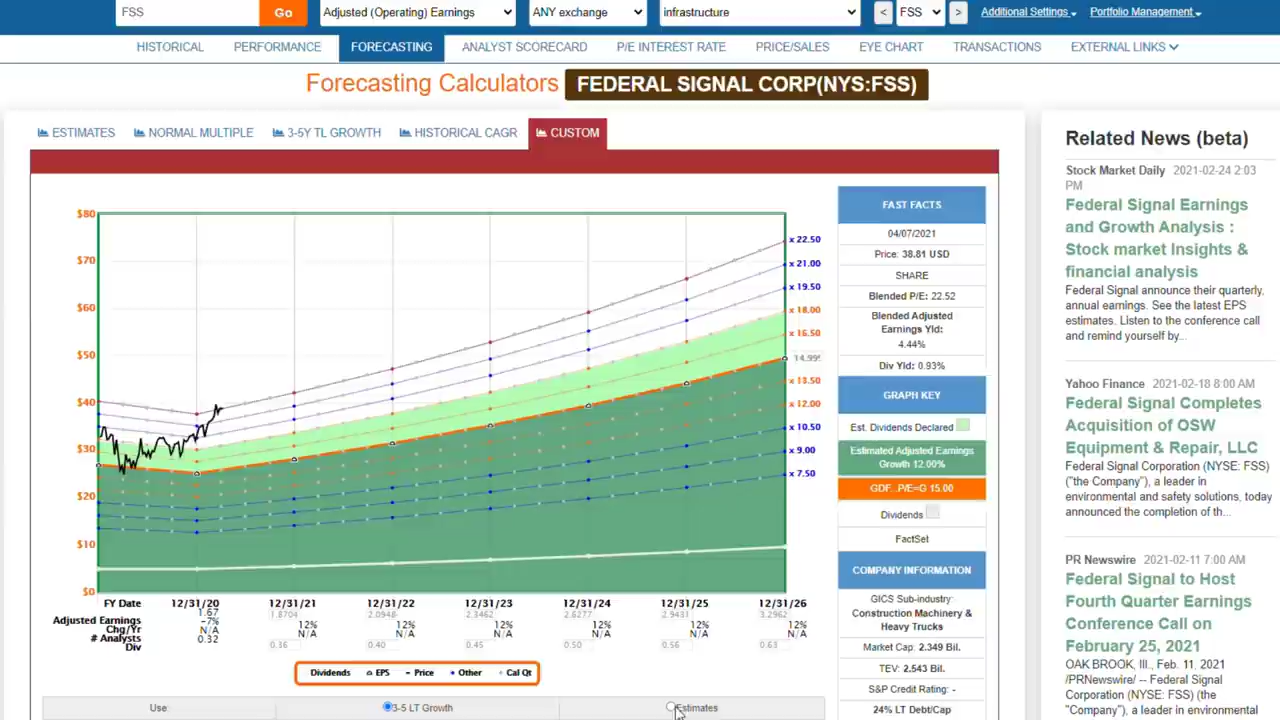 FSS
Go
Adjusted (Operating) Earnings
ANY exchange
infrastructure
<
FSS
>
Additional Settings
Portfolio Management
HISTORICAL
PERFORMANCE
FORECASTING
ANALYST SCORECARD
P/E INTEREST RATE
PRICE/SALES
EYE CHART
TRANSACTIONS
EXTERNAL LINKS
Forecasting Calculators
FEDERAL SIGNAL CORP(NYS:FSS)
ESTIMATES
NORMAL MULTIPLE
3-5Y TL GROWTH
HISTORICAL CAGR
CUSTOM
$80
$70
$60
$50
$40
$30
$20
$10
$0
x 22.50
x 21.00
x 19.50
x 18.00
x 16.50
14.999
x 13.50
x 12.00
x 10.50
x 9.00
x 7.50
FY Date 12/31/20 12/31/21 12/31/22 12/31/23 12/31/24 12/31/25 12/31/26
Adjusted Earnings 1.67 1.8704 2.0948 2.3462 2.6277 2.9431 3.2962
Chg/Yr -7% 12% 12% 12% 12% 12% 12%
# Analysts N/A N/A N/A N/A N/A N/A N/A
Div 0.32 0.36 0.40 0.45 0.50 0.56 0.63
Dividends EPS Price Other Cal Qt
Use:
3-5 LT Growth
Estimates
FAST FACTS
04/07/2021
Price: 38.81 USD
SHARE
Blended P/E: 22.52
Blended Adjusted
Earnings Yld:
4.44%
Div Yld: 0.93%
GRAPH KEY
Est. Dividends Declared
Estimated Adjusted Earnings
Growth 12.00%
GDF...P/E=G 15.00
Dividends
FactSet
COMPANY INFORMATION
GICS Sub-industry:
Construction Machinery &
Heavy Trucks
Market Cap: 2.349 Bil.
TEV: 2.543 Bil.
S&P Credit Rating: -
24% LT Debt/Cap
Related News (beta)
Stock Market Daily 2021-02-24 2:03
PM
Federal Signal Earnings
and Growth Analysis :
Stock market Insights &
financial analysis
Federal Signal announce their quarterly,
annual earnings. See the latest EPS
estimates. Listen to the conference call
and remind yourself by...
Yahoo Finance 2021-02-18 8:00 AM
Federal Signal Completes
Acquisition of OSW
Equipment & Repair, LLC
Federal Signal Corporation (NYSE: FSS)
("the Company"), a leader in
environmental and safety solutions, today
announced the completion of th...
PR Newswire 2021-02-11 7:00 AM
Federal Signal to Host
Fourth Quarter Earnings
Conference Call on
February 25, 2021
OAK BROOK, Ill., Feb. 11, 2021
/PRNewswire/ -- Federal Signal
Corporation (NYSE: FSS) (the
"Company"), a leader in environmental